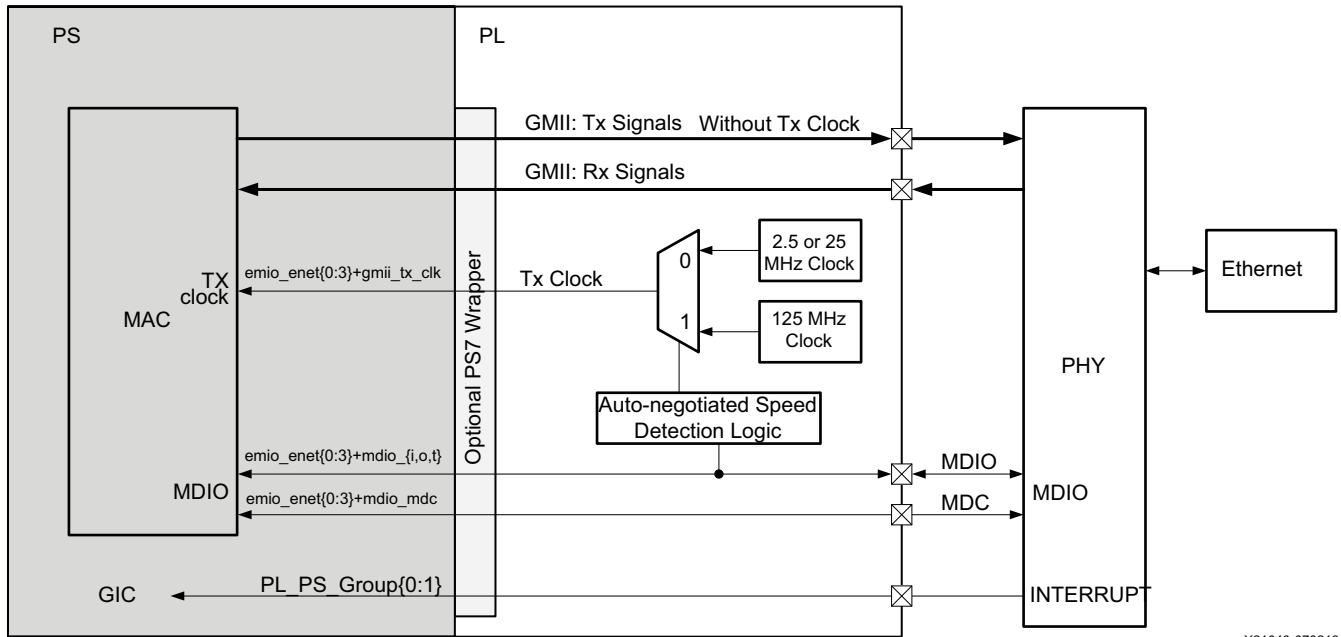 PS
PL
GMII: Tx Signals Without Tx Clock
GMII: Rx Signals
0
2.5 or 25
MHz Clock
emio_enet{0:3}+gmii_tx_clk
Tx Clock
TX
clock
MAC
1
125 MHz
Clock
Ethernet
PHY
Optional PS7 Wrapper
Auto-negotiated Speed
Detection Logic
emio_enet{0:3}+mdio_{i,o,t}
MDIO
MDIO
emio_enet{0:3}+mdio_mdc
MDC
MDIO
GIC
PL_PS_Group{0:1}
INTERRUPT